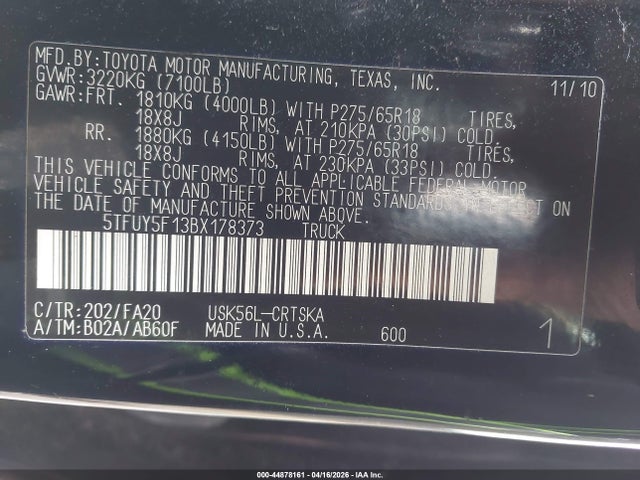 MFD.BY:TOYOTA MOTOR MANUFACTURING, TEXAS, INC.
GVWR:3220KG (7100LB) 11/10
GAWR:FRT. 1810KG (4000LB) WITH P275/65R18 TIRES,
18X8J RIMS, AT 210KPA (30PSI) COLD.
RR. 1880KG (4150LB) WITH P275/65R18 TIRES,
18X8J RIMS, AT 230KPA (33PSI) COLD.
THIS VEHICLE CONFORMS TO ALL APPLICABLE FEDERAL MOTOR
VEHICLE SAFETY AND THEFT PREVENTION STANDARDS IN EFFECT ON
THE DATE OF MANUFACTURE SHOWN ABOVE.
5TFUY5F13BX178373 TRUCK
C/TR:202/FA20 USK56L-CRTSKA
A/TM:B02A/AB60F MADE IN U.S.A. 600 1
000-44878161 - 04/16/2026 - IAA Inc.